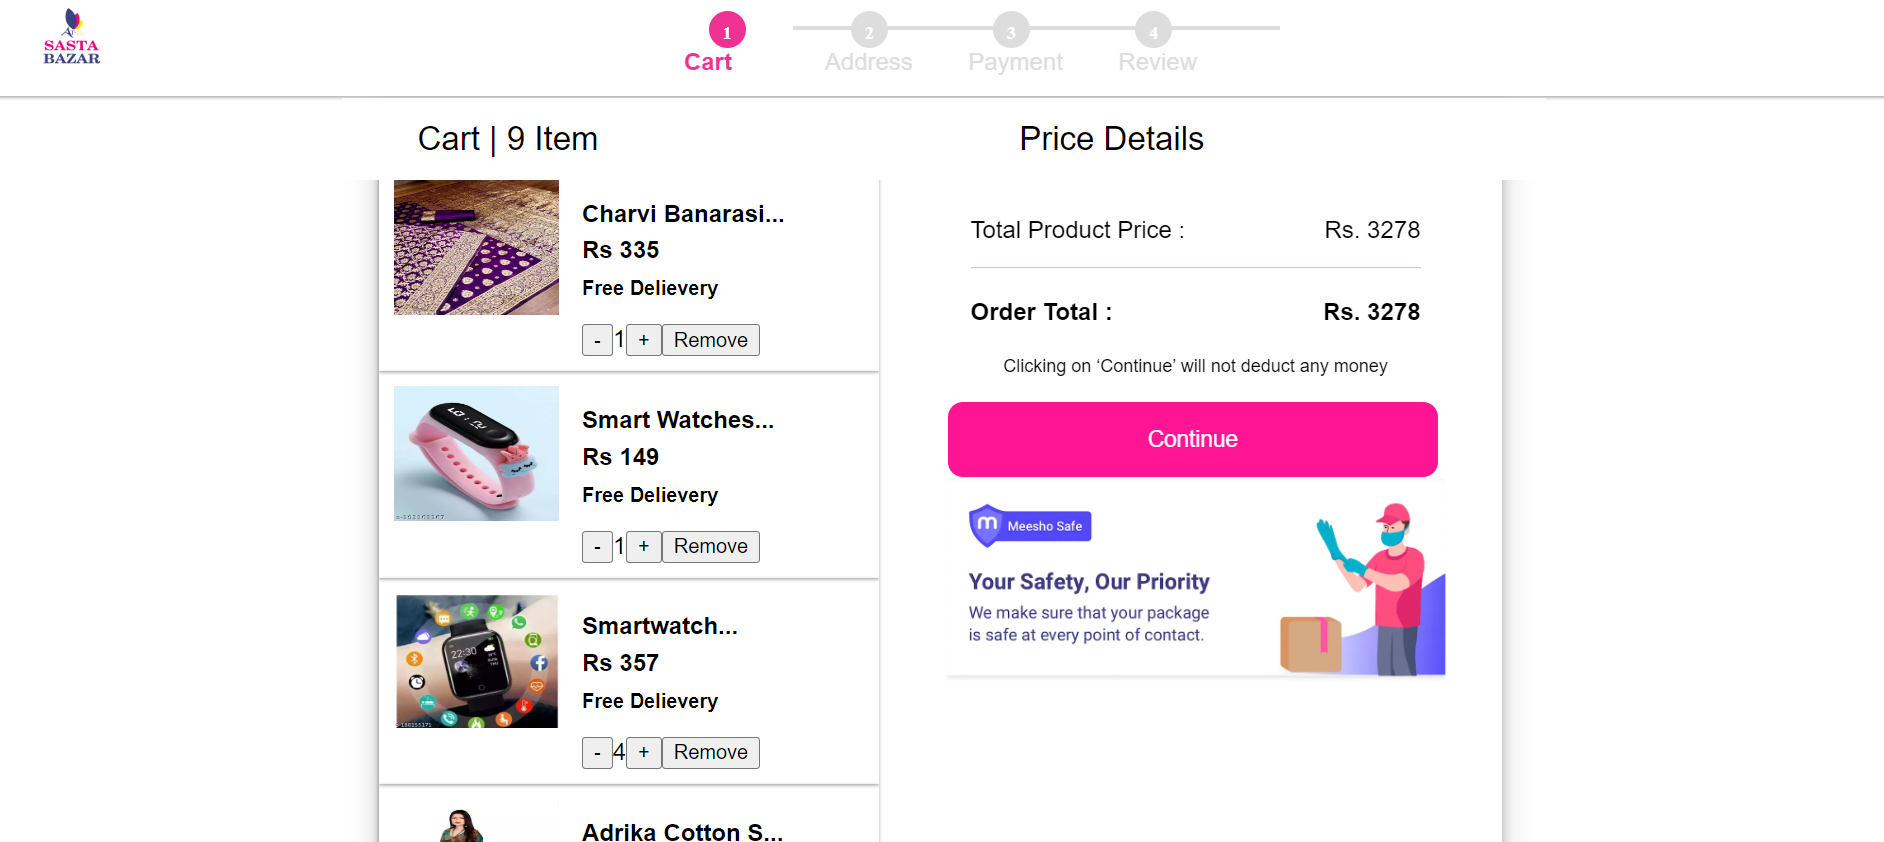 SASTA
BAZAR
1
2
3
4
Cart
Address
Payment
Review
Cart | 9 Item
Price Details
Charvi Banarasi...
Rs 335
Free Delievery
- 1 + Remove
Smart Watches...
Rs 149
Free Delievery
- 1 + Remove
22:30
Smartwatch...
Rs 357
Free Delievery
- 4 + Remove
Adrika Cotton S...
Total Product Price : Rs. 3278
Order Total : Rs. 3278
Clicking on ‘Continue’ will not deduct any money
Continue
m Meesho Safe
Your Safety, Our Priority
We make sure that your package
is safe at every point of contact.